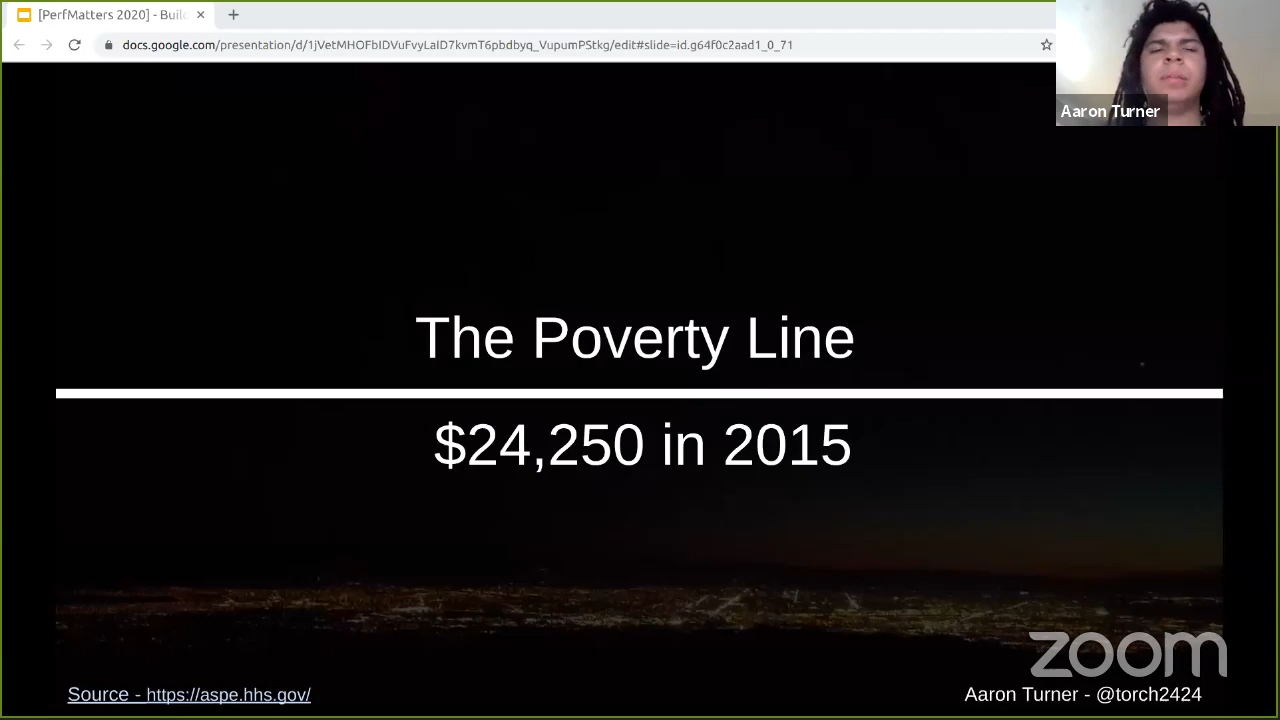 [PerfMatters 2020] - Buil
docs.google.com/presentation/d/1jVetMHOFbIDVuFvyLaID7kvmT6pbdbyq_VupumPStkg/edit#slide=id.g64f0c2aad1_0_71
Aaron Turner
The Poverty Line
$24,250 in 2015
zoom
Source - https://aspe.hhs.gov/
Aaron Turner - @torch2424